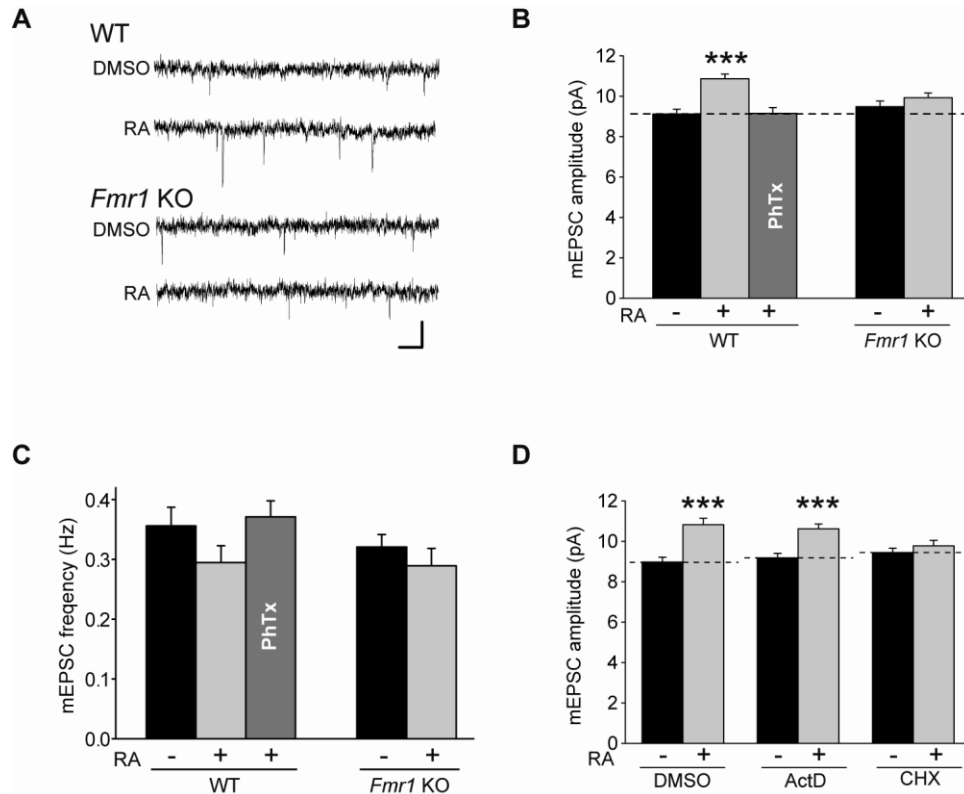 A
WT
DMSO
RA
Fmr1 KO
DMSO
RA
B
mEPSC amplitude (pA)
12
10
8
6
4
2
0
***
PhTx
RA - + + - +
WT Fmr1 KO
C
mEPSC freqency (Hz)
0.4
0.3
0.2
0.1
0.0
PhTx
RA - + + - +
WT Fmr1 KO
D
mEPSC amplitude (pA)
12
10
8
6
4
2
0
*** ***
RA - + - + - +
DMSO ActD CHX